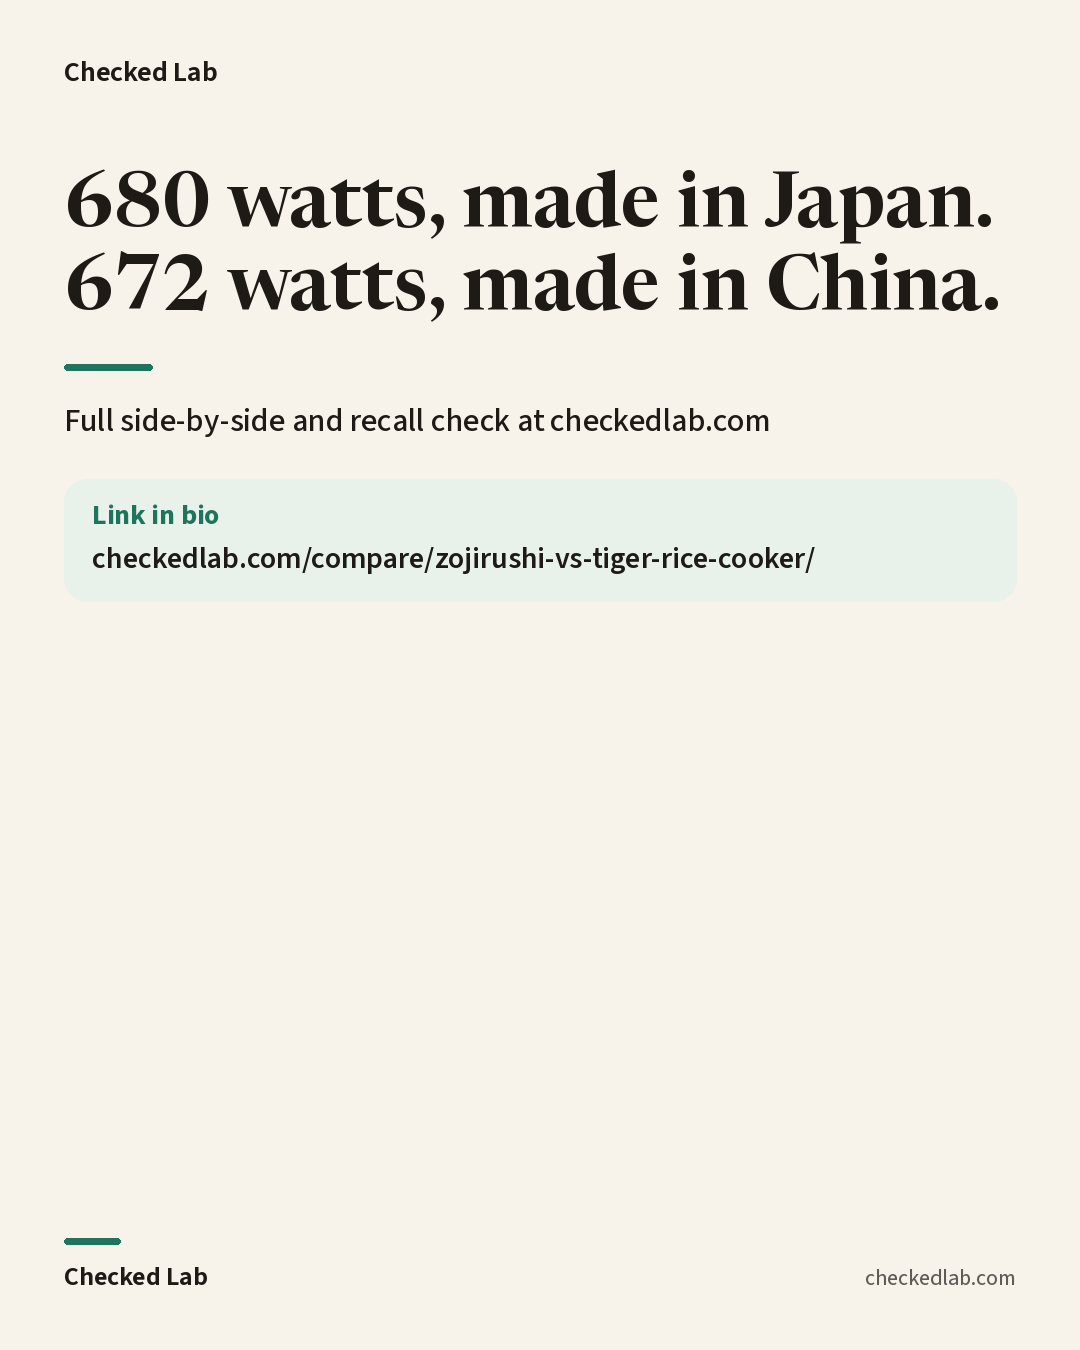 Checked Lab
680 watts, made in Japan.
672 watts, made in China.
Full side-by-side and recall check at checkedlab.com
Link in bio
checkedlab.com/compare/zojirushi-vs-tiger-rice-cooker/
Checked Lab
checkedlab.com